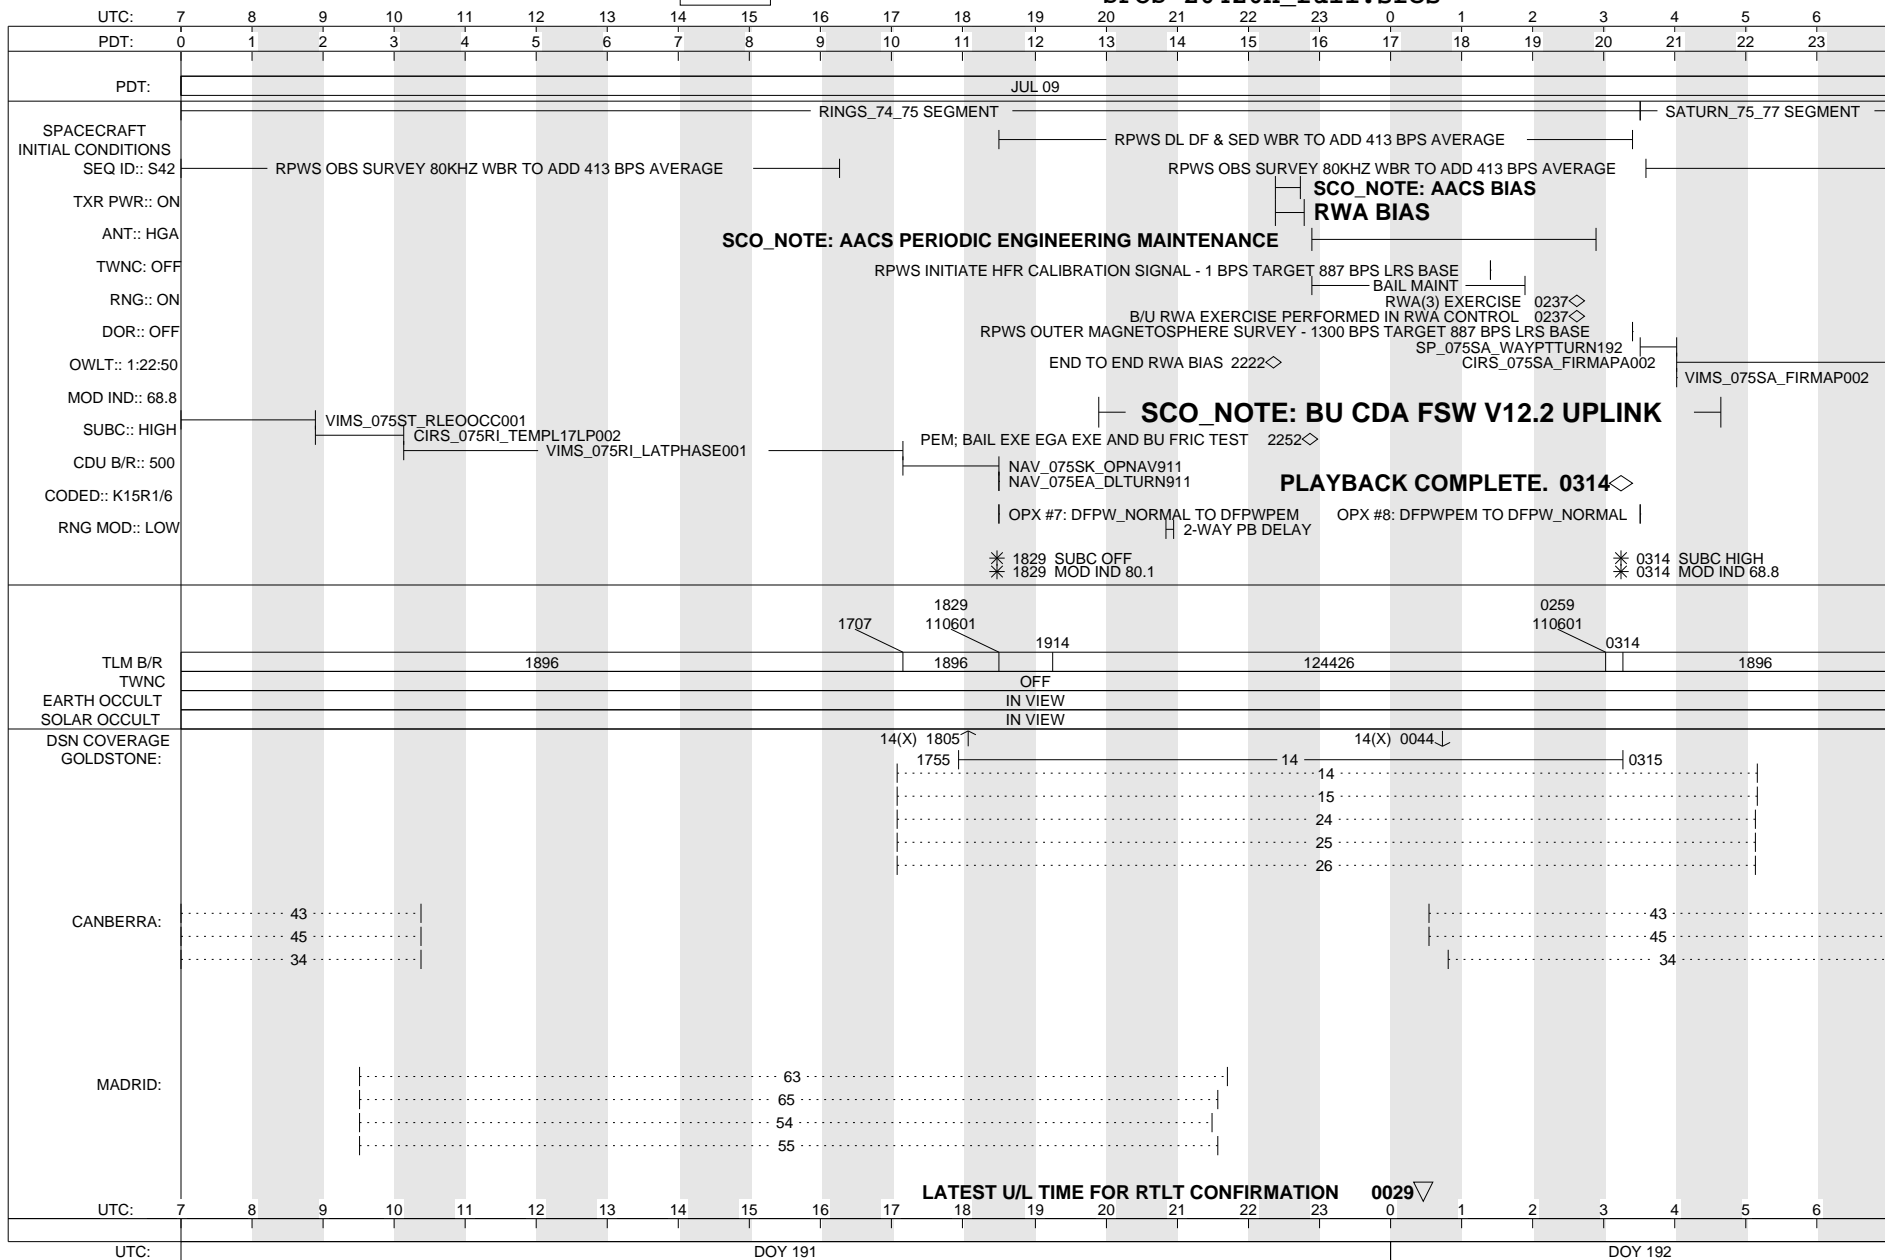 UTC: 7 8 9 10 11 12 13 14 15 16 17 18 19 20 21 22 23 0 1 2 3 4 5 6
PDT: 0 1 2 3 4 5 6 7 8 9 10 11 12 13 14 15 16 17 18 19 20 21 22 23
PDT: JUL 09
RINGS_74_75 SEGMENT SATURN_75_77 SEGMENT
SPACECRAFT
INITIAL CONDITIONS
RPWS DL DF & SED WBR TO ADD 413 BPS AVERAGE
SEQ ID:: S42 RPWS OBS SURVEY 80KHZ WBR TO ADD 413 BPS AVERAGE RPWS OBS SURVEY 80KHZ WBR TO ADD 413 BPS AVERAGE
SCO_NOTE: AACS BIAS
TXR PWR:: ON
RWA BIAS
ANT:: HGA
SCO_NOTE: AACS PERIODIC ENGINEERING MAINTENANCE
TWNC: OFF
RPWS INITIATE HFR CALIBRATION SIGNAL - 1 BPS TARGET 887 BPS LRS BASE
BAIL MAINT
RNG:: ON
RWA(3) EXERCISE 0237
B/U RWA EXERCISE PERFORMED IN RWA CONTROL 0237
DOR:: OFF
RPWS OUTER MAGNETOSPHERE SURVEY - 1300 BPS TARGET 887 BPS LRS BASE
SP_075SA_WAYPTTURN192
OWLT:: 1:22:50
END TO END RWA BIAS 2222 CIRS_075SA_FIRMAPA002
VIMS_075SA_FIRMAP002
MOD IND:: 68.8
SCO_NOTE: BU CDA FSW V12.2 UPLINK
VIMS_075ST_RLEOOCC001
SUBC:: HIGH
CIRS_075RI_TEMPL17LP002
PEM; BAIL EXE EGA EXE AND BU FRIC TEST 2252
VIMS_075RI_LATPHASE001
CDU B/R:: 500
NAV_075SK_OPNAV911
NAV_075EA_DLTURN911
PLAYBACK COMPLETE. 0314
CODED:: K15R1/6
OPX #7: DFPW_NORMAL TO DFPWPEM OPX #8: DFPWPEM TO DFPW_NORMAL
RNG MOD:: LOW
2-WAY PB DELAY
1829 SUBC OFF 0314 SUBC HIGH
1829 MOD IND 80.1 0314 MOD IND 68.8
1829 0259
1707 110601 110601
1914 0314
TLM B/R 1896 1896 124426 1896
TWNC OFF
EARTH OCCULT IN VIEW
SOLAR OCCULT IN VIEW
DSN COVERAGE 14(X) 1805 14(X) 0044
GOLDSTONE: 1755 14 0315
14
15
24
25
26
CANBERRA: 43 43
45 45
34 34
MADRID: 63
65
54
55
LATEST U/L TIME FOR RTLT CONFIRMATION 0029
UTC: 7 8 9 10 11 12 13 14 15 16 17 18 19 20 21 22 23 0 1 2 3 4 5 6
UTC: DOY 191 DOY 192